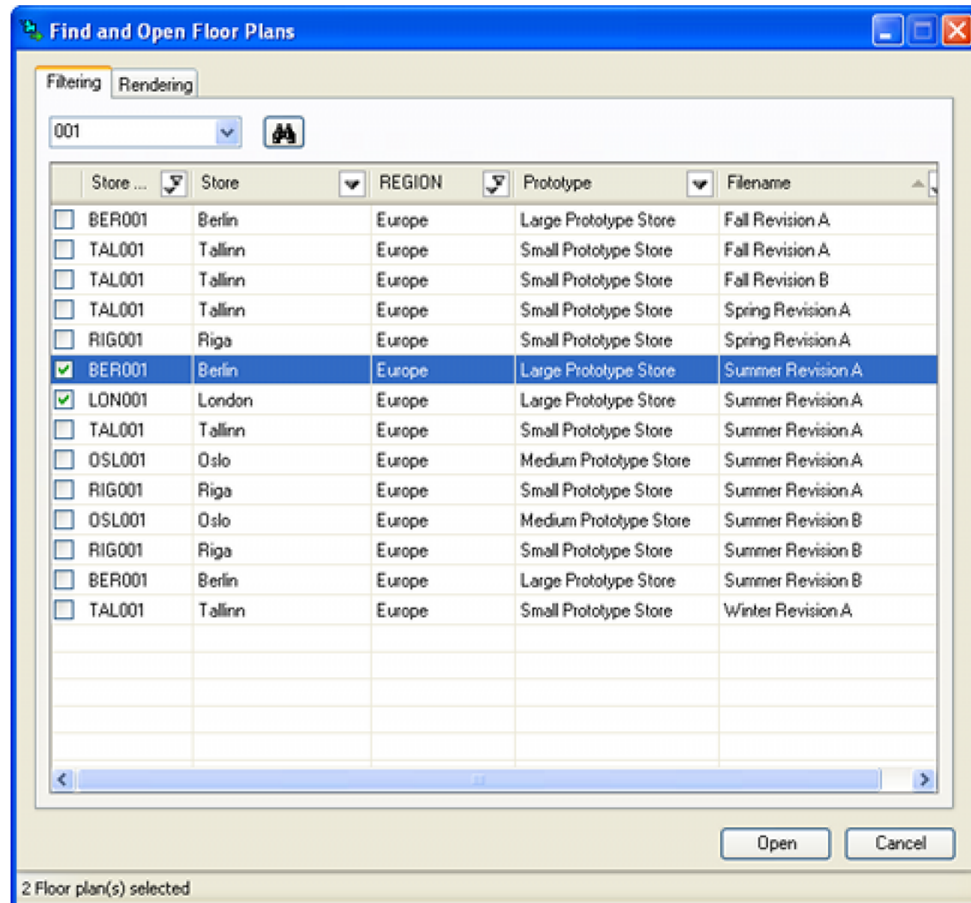 Find and Open Floor Plans
Filtering Rendering
001
Store ... Store REGION Prototype Filename
BER001 Berlin Europe Large Prototype Store Fall Revision A
TAL001 Tallinn Europe Small Prototype Store Fall Revision A
TAL001 Tallinn Europe Small Prototype Store Fall Revision B
TAL001 Tallinn Europe Small Prototype Store Spring Revision A
RIG001 Riga Europe Small Prototype Store Spring Revision A
BER001 Berlin Europe Large Prototype Store Summer Revision A
LON001 London Europe Large Prototype Store Summer Revision A
TAL001 Tallinn Europe Small Prototype Store Summer Revision A
OSL001 Oslo Europe Medium Prototype Store Summer Revision A
RIG001 Riga Europe Small Prototype Store Summer Revision A
OSL001 Oslo Europe Medium Prototype Store Summer Revision B
RIG001 Riga Europe Small Prototype Store Summer Revision B
BER001 Berlin Europe Large Prototype Store Summer Revision B
TAL001 Tallinn Europe Small Prototype Store Winter Revision A
Open Cancel
2 Floor plan(s) selected